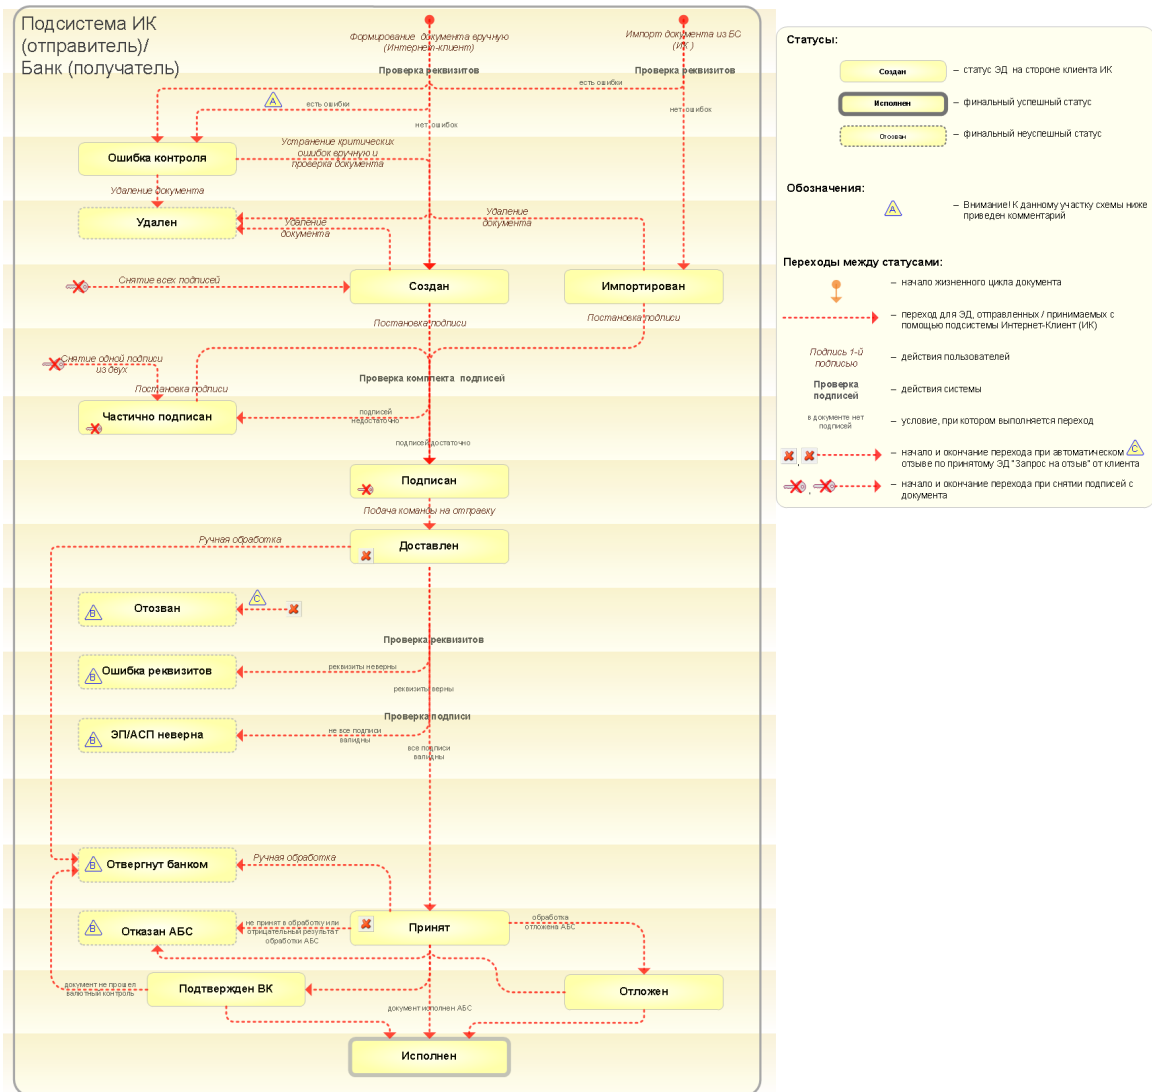 Подсистема ИК
(отправитель)/
Банк (получатель)
Формирование документа вручную
(Интернет-клиент)
Импорт документа из БС
(ИК )
Проверка реквизитов
Проверка реквизитов
есть ошибки
A
есть ошибки
нет ошибок
нет ошибок
Устранение критических
ошибок вручную и
проверка документа
Ошибка контроля
Удаление документа
Удален
Удаление
документа
Удаление
документа
Снятие всех подписей
Создан
Импортирован
Постановка подписи
Постановка подписи
Снятие одной подписи
из двух
Проверка комплекта подписей
Постановка подписи
Частично подписан
подписей
недостаточно
подписей достаточно
Подписан
Подача команды на отправку
Ручная обработка
Доставлен
C
B
Отозван
Проверка реквизитов
B
Ошибка реквизитов
реквизиты неверны
реквизиты верны
Проверка подписи
B
ЭП/АСП неверна
не все подписи
валидны
все подписи
валидны
B
Отвергнут банком
Ручная обработка
B
Отказан АБС
не принят в обработку или
отрицательный результат
обработки АБС
Принят
обработка
отложена АБС
документ не прошел
валютный контроль
Подтвержден ВК
Отложен
документ исполнен АБС
Исполнен
Статусы:
Создан
– статус ЭД на стороне клиента ИК
Исполнен
– финальный успешный статус
Отозван
– финальный неуспешный статус
Обозначения:
A
– Внимание! К данному участку схемы ниже
приведен комментарий
Переходы между статусами:
– начало жизненного цикла документа
– переход для ЭД, отправленных / принимаемых с
помощью подсистемы Интернет-Клиент (ИК)
Подпись 1-й
подписью
– действия пользователей
Проверка
подписей
– действия системы
в документе нет
подписей
– условие, при котором выполняется переход
,
– начало и окончание перехода при автоматическом
C
отзыве по принятому ЭД "Запрос на отзыв" от клиента
,
– начало и окончание перехода при снятии подписей с
документа